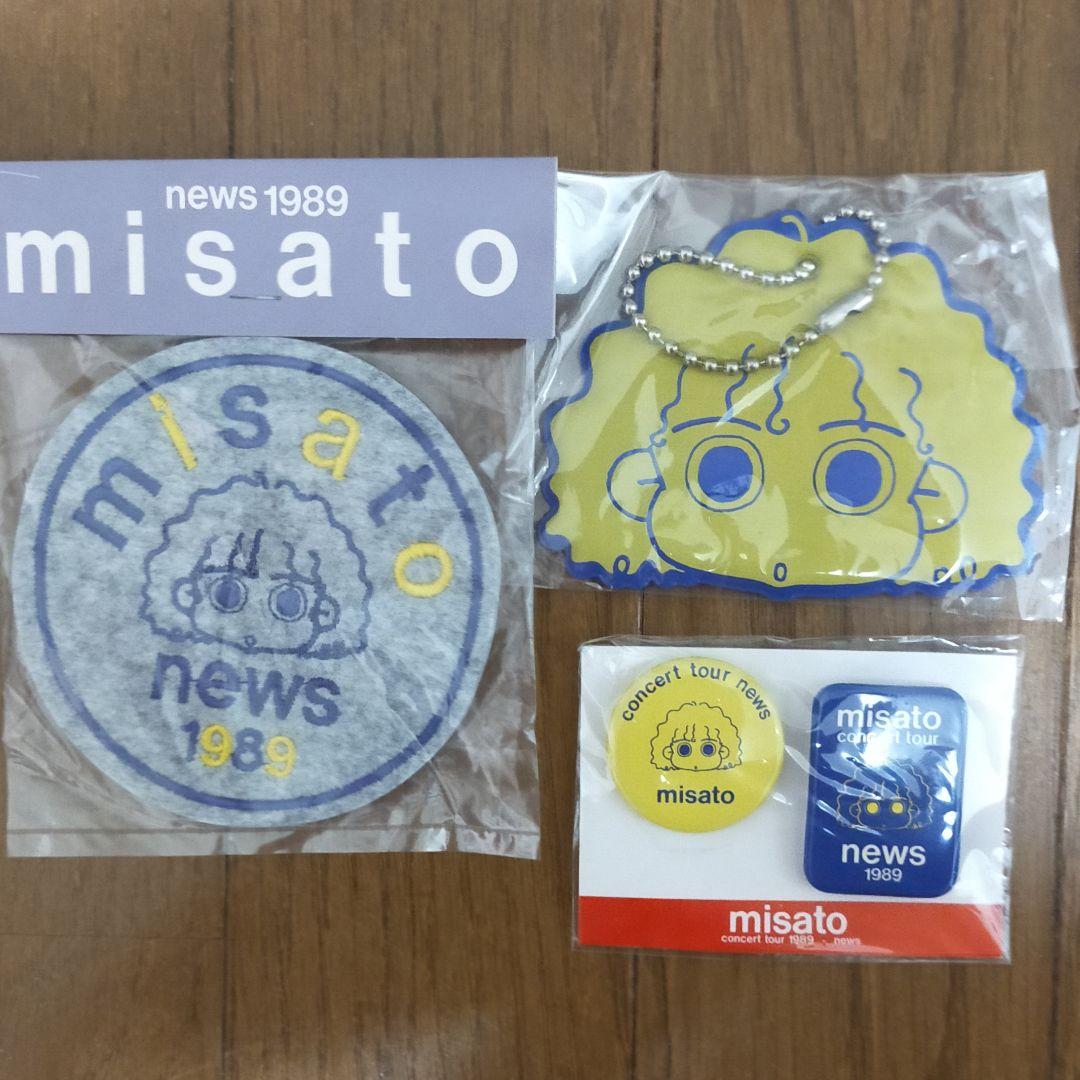 news 1989
misato
misato
news
1989
concert tour news
misato
misato
concert tour
news
1989
misato
concert tour 1989 news